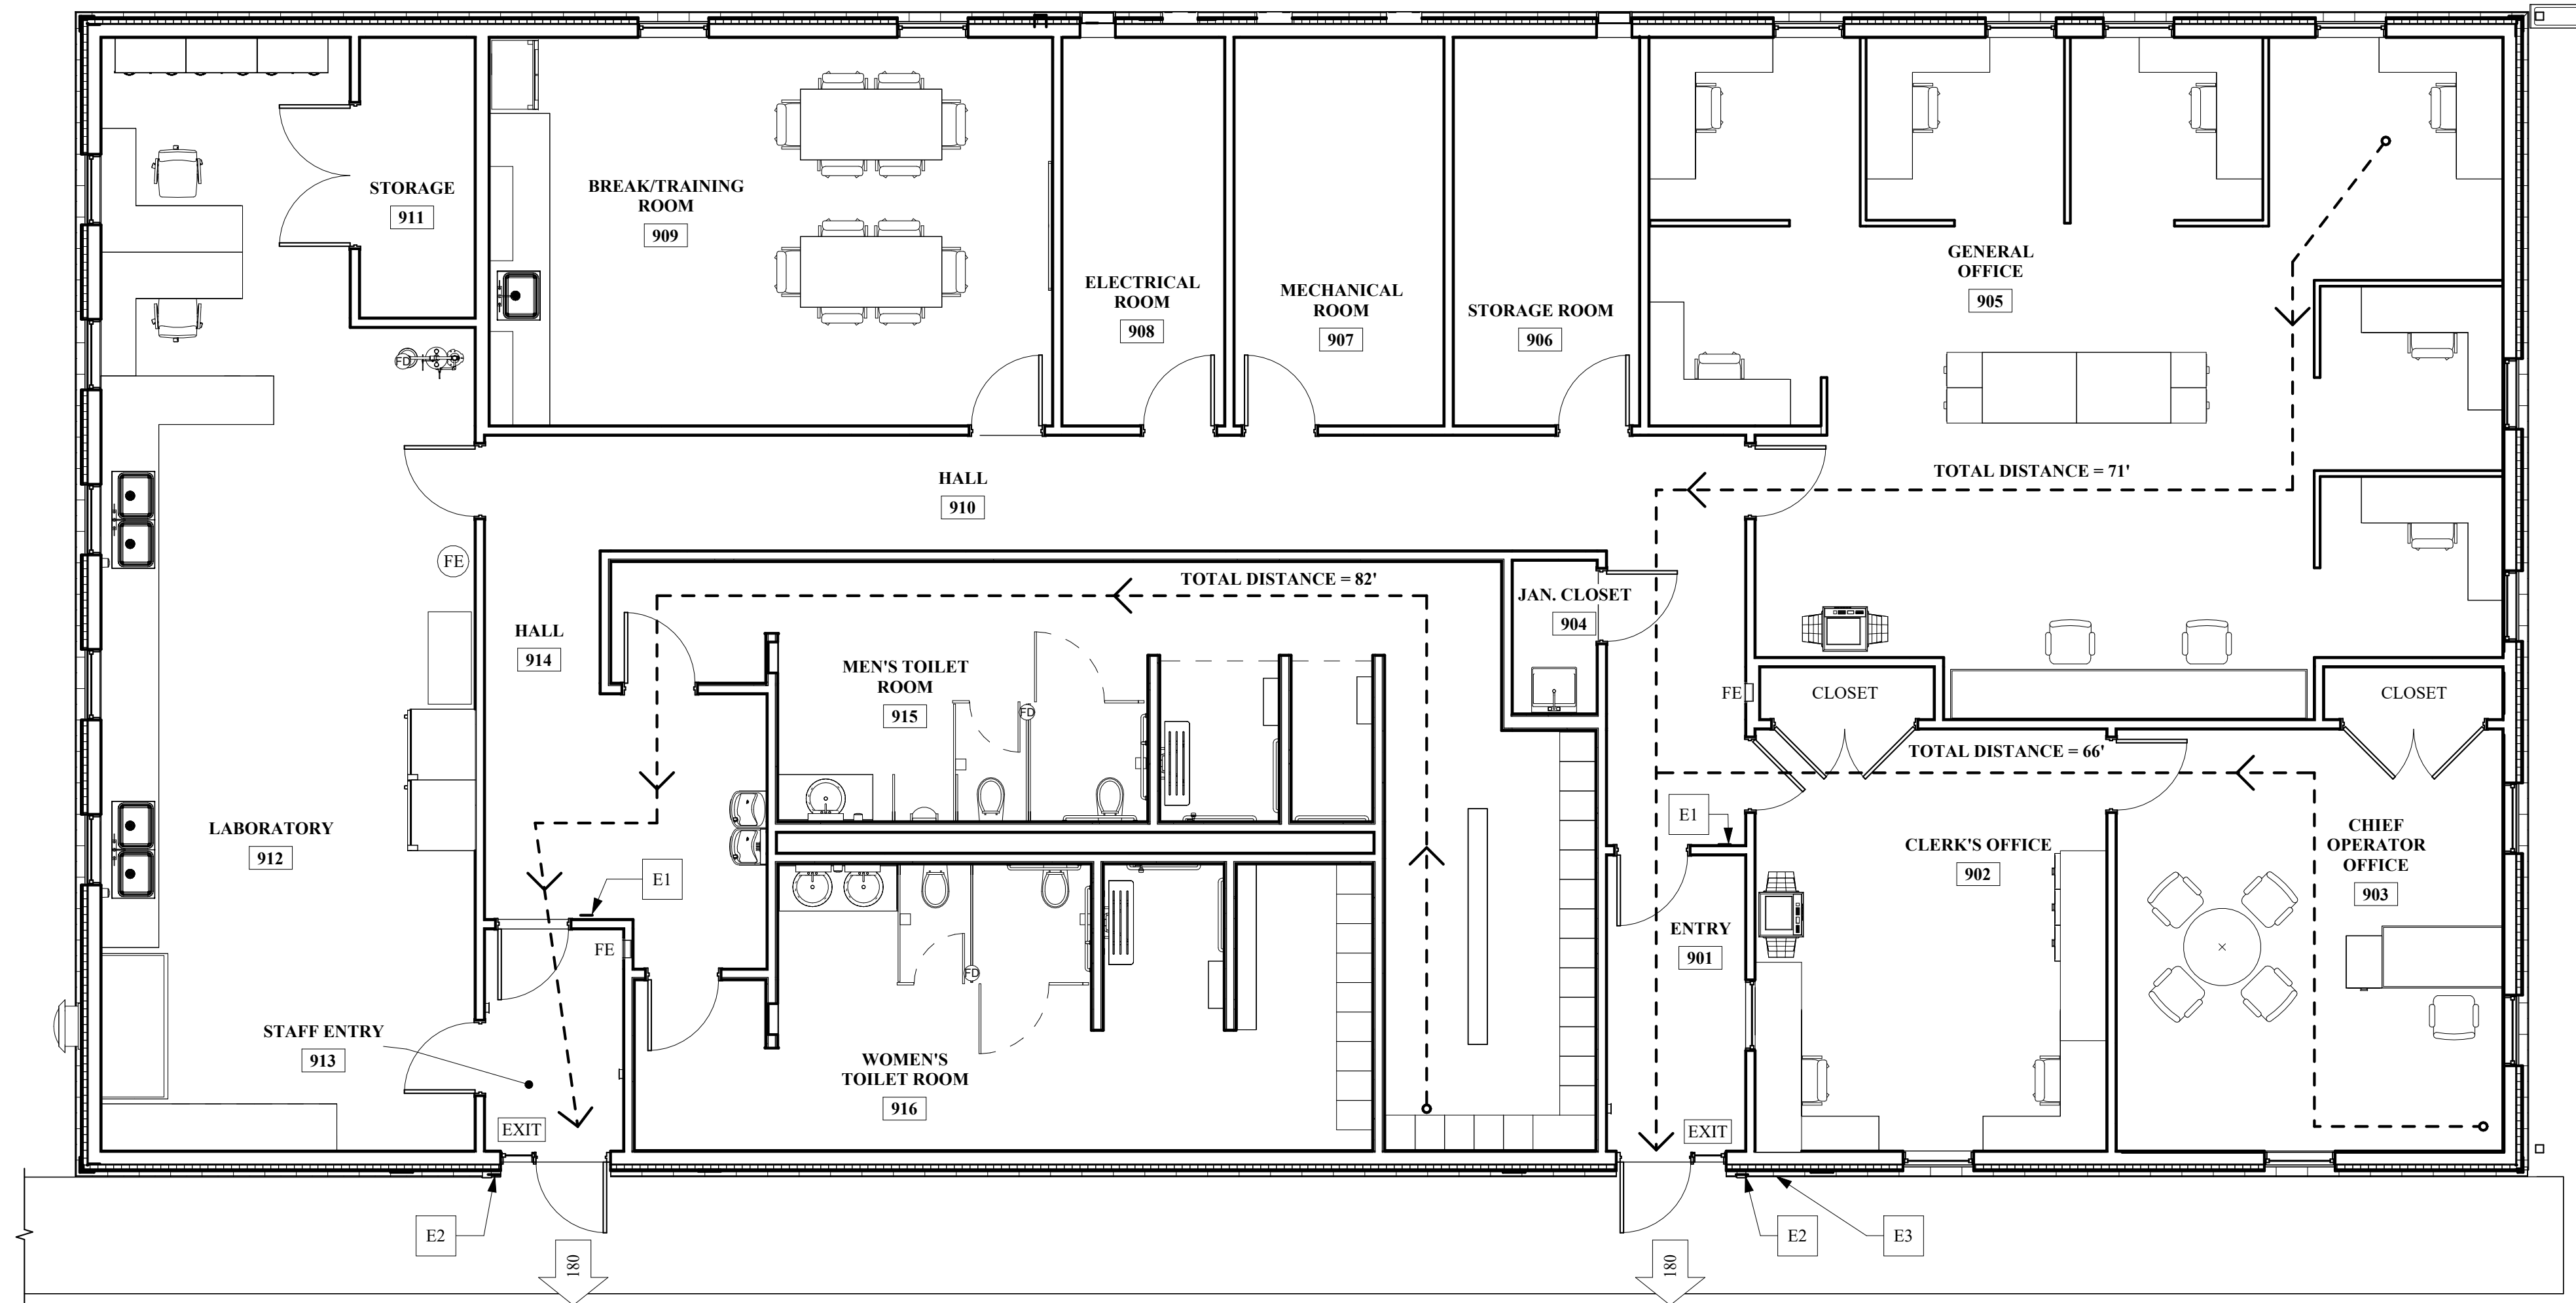 STORAGE
911
BREAK/TRAINING
ROOM
909
ELECTRICAL
ROOM
908
MECHANICAL
ROOM
907
STORAGE ROOM
906
GENERAL
OFFICE
905
FD
HALL
910
TOTAL DISTANCE = 71'
FE
TOTAL DISTANCE = 82'
JAN. CLOSET
904
HALL
914
MEN'S TOILET
ROOM
915
FD
FE
CLOSET
CLOSET
TOTAL DISTANCE = 66'
LABORATORY
912
E1
E1
CLERK'S OFFICE
902
CHIEF
OPERATOR
OFFICE
903
FE
ENTRY
901
FD
STAFF ENTRY
913
WOMEN'S
TOILET ROOM
916
EXIT
EXIT
E2
E2
E3
180
180